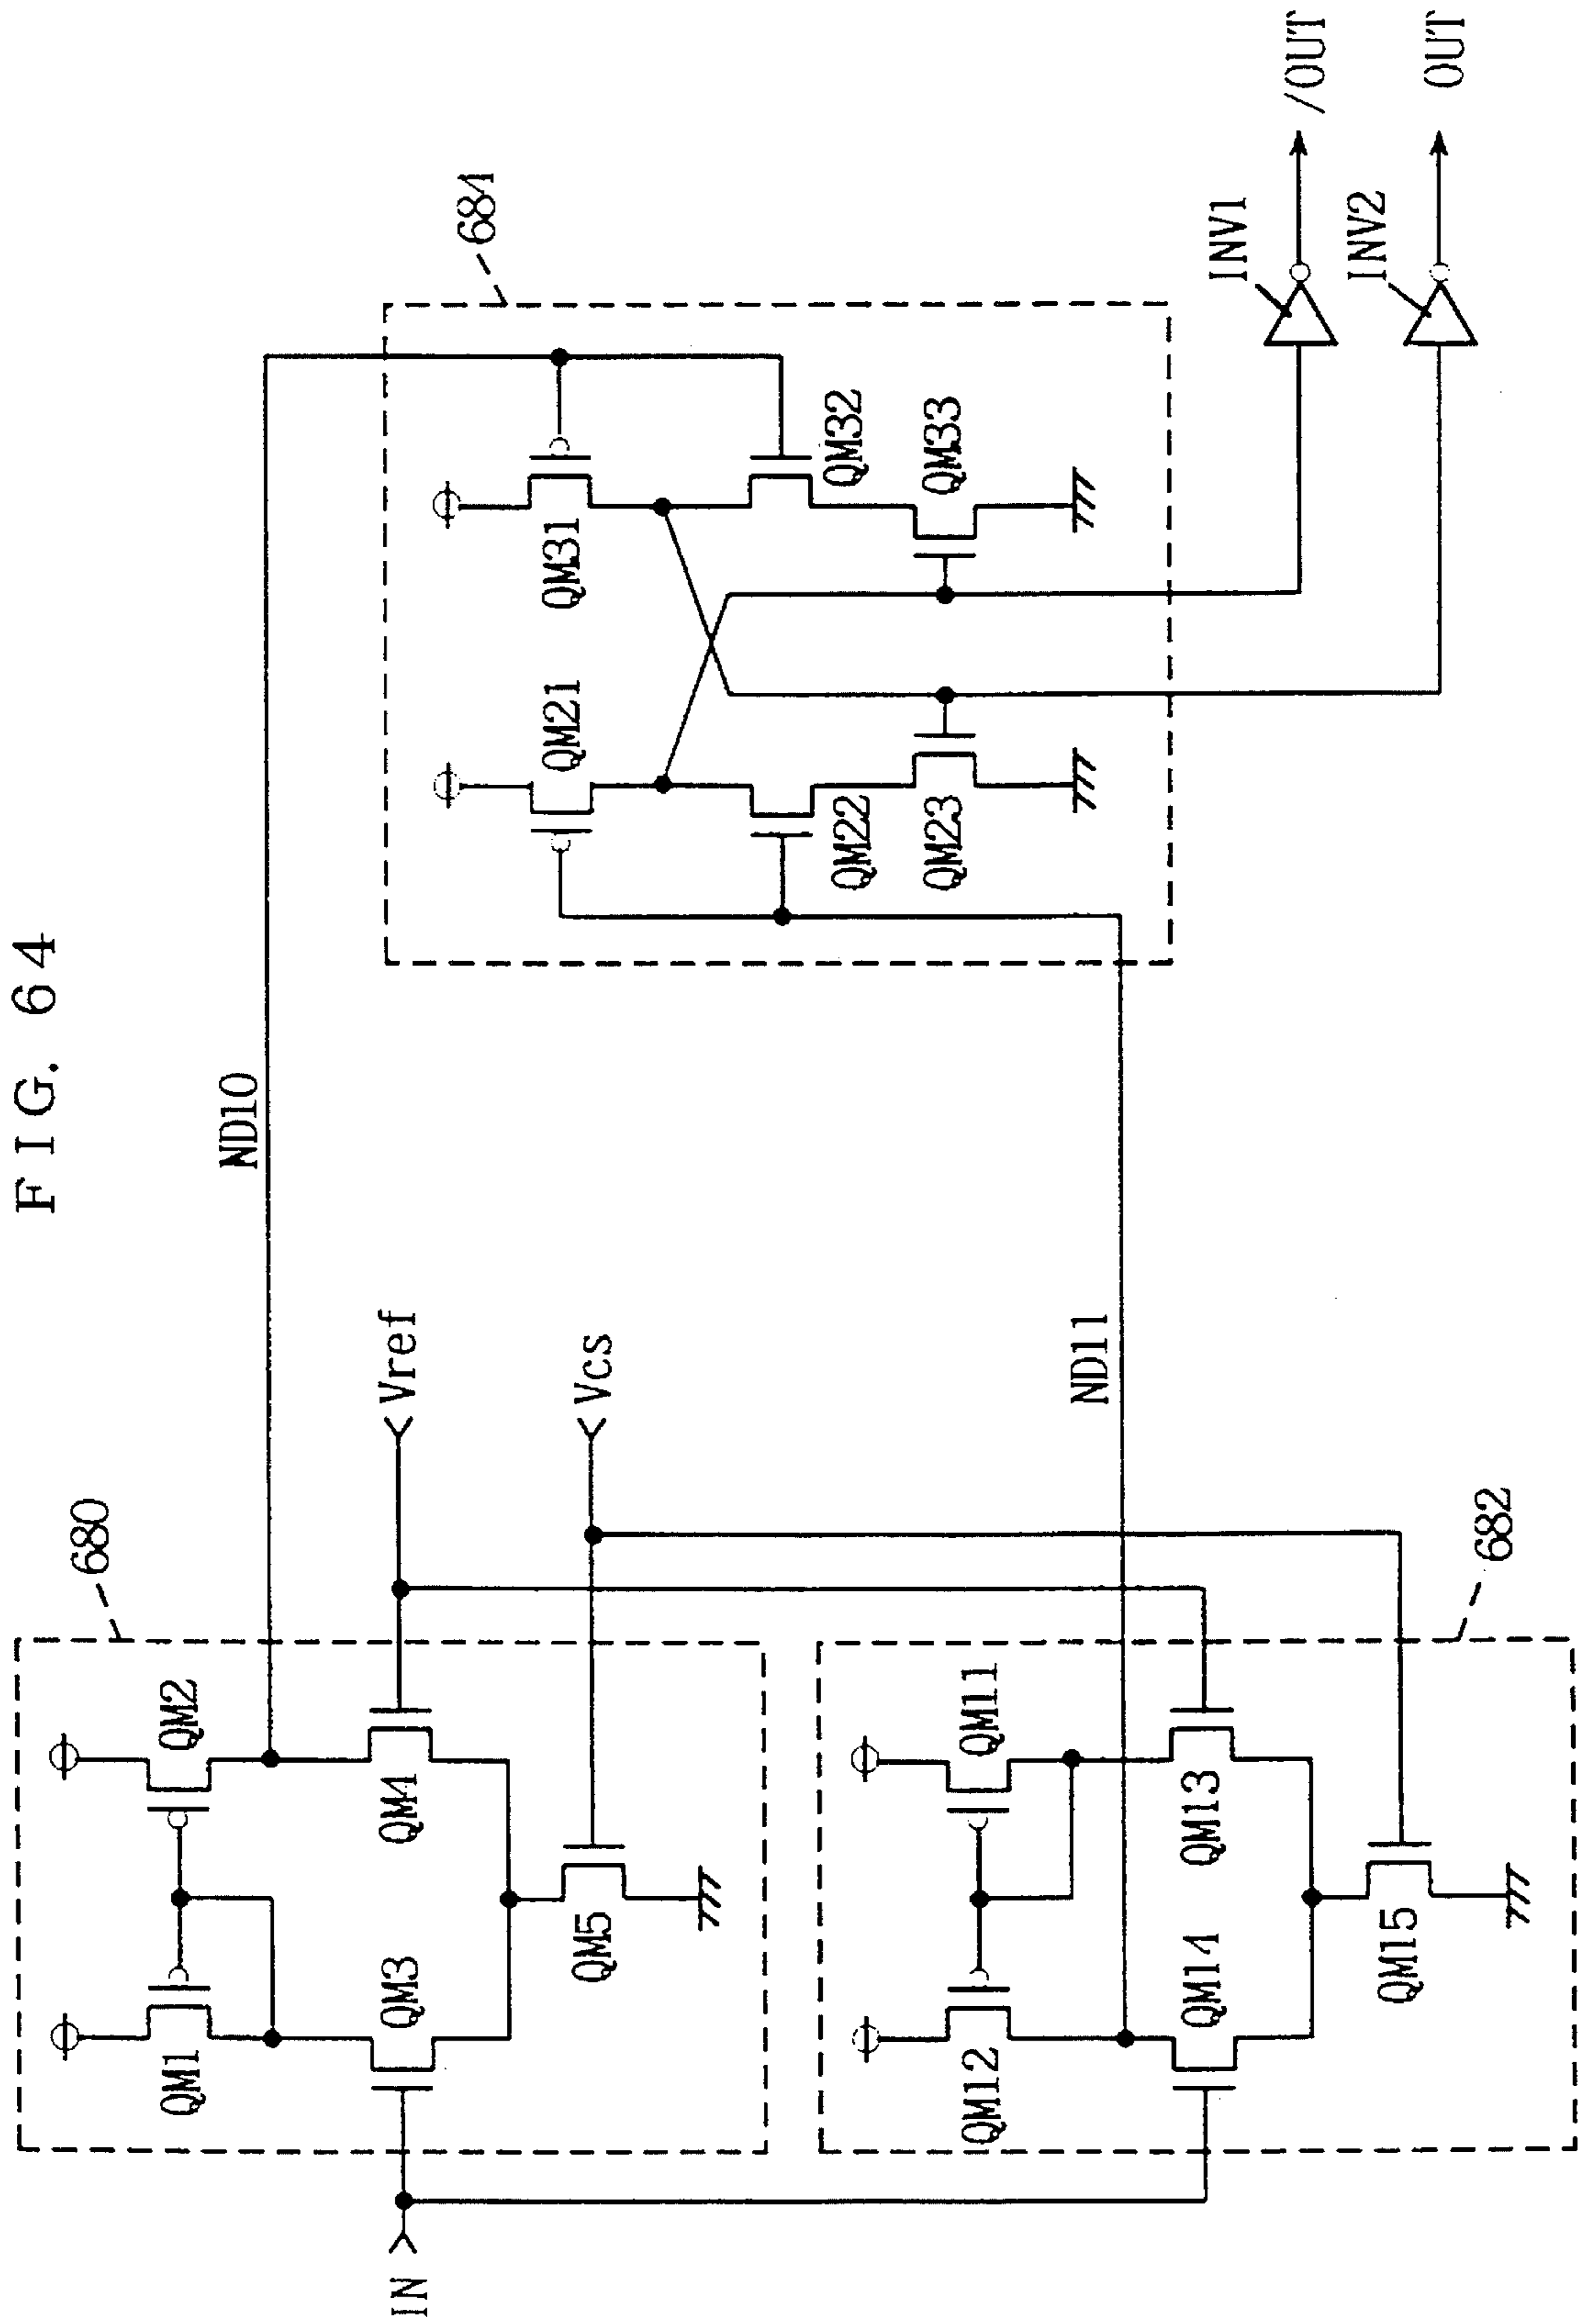 FIG. 64
680
QM1
QM2
QM3
QM4
QM5
IN
Vref
Vcs
ND10
682
QM12
QM11
QM14
QM13
QM15
ND11
684
QM21
QM31
QM22
QM32
QM23
QM33
INV1
/OUT
INV2
OUT